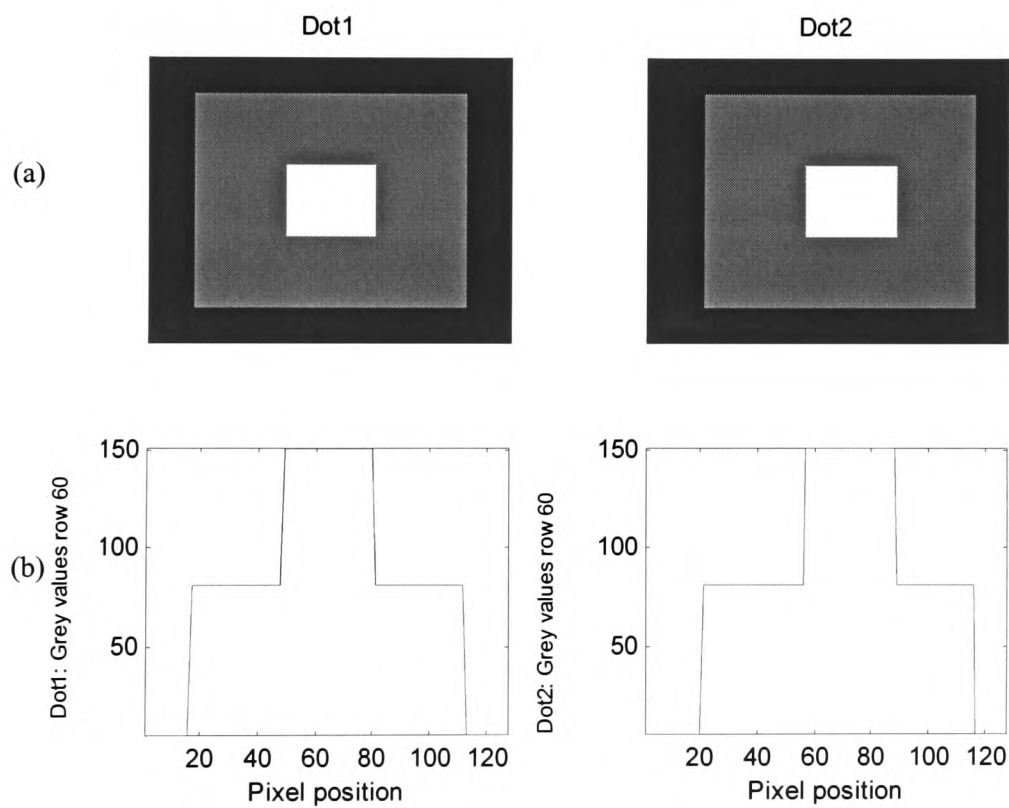 Dot1
Dot2
(a)
(b)
150
100
50
Dot1: Grey values row 60
20 40 60 80 100 120
Pixel position
150
100
50
Dot2: Grey values row 60
20 40 60 80 100 120
Pixel position